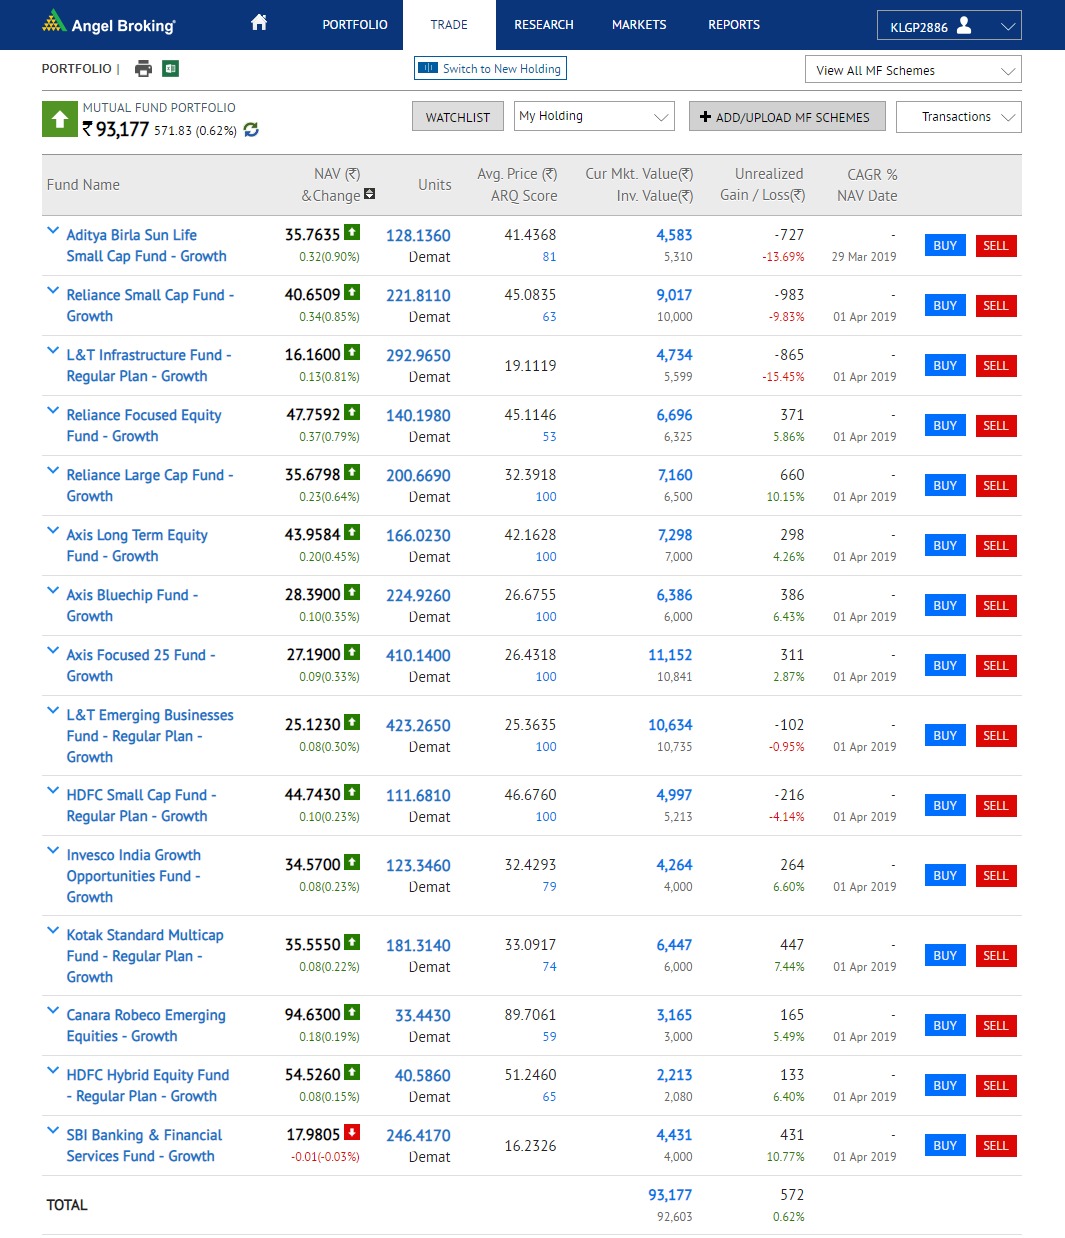 Angel Broking
PORTFOLIO TRADE RESEARCH MARKETS REPORTS KLGP2886
PORTFOLIO | Switch to New Holding View All MF Schemes
MUTUAL FUND PORTFOLIO
₹ 93,177 571.83 (0.62%)
WATCHLIST My Holding + ADD/UPLOAD MF SCHEMES Transactions
Fund Name NAV (₹) &Change Units Avg. Price (₹) ARQ Score Cur Mkt. Value(₹) Inv. Value(₹) Unrealized Gain / Loss(₹) CAGR % NAV Date
Aditya Birla Sun Life 35.7635 128.1360 41.4368 4,583 -727 - BUY SELL
Small Cap Fund - Growth 0.32(0.90%) Demat 81 5,310 -13.69% 29 Mar 2019
Reliance Small Cap Fund - 40.6509 221.8110 45.0835 9,017 -983 - BUY SELL
Growth 0.34(0.85%) Demat 63 10,000 -9.83% 01 Apr 2019
L&T Infrastructure Fund - 16.1600 292.9650 19.1119 4,734 -865 - BUY SELL
Regular Plan - Growth 0.13(0.81%) Demat 5,599 -15.45% 01 Apr 2019
Reliance Focused Equity 47.7592 140.1980 45.1146 6,696 371 - BUY SELL
Fund - Growth 0.37(0.79%) Demat 53 6,325 5.86% 01 Apr 2019
Reliance Large Cap Fund - 35.6798 200.6690 32.3918 7,160 660 - BUY SELL
Growth 0.23(0.64%) Demat 100 6,500 10.15% 01 Apr 2019
Axis Long Term Equity 43.9584 166.0230 42.1628 7,298 298 - BUY SELL
Fund - Growth 0.20(0.45%) Demat 100 7,000 4.26% 01 Apr 2019
Axis Bluechip Fund - 28.3900 224.9260 26.6755 6,386 386 - BUY SELL
Growth 0.10(0.35%) Demat 100 6,000 6.43% 01 Apr 2019
Axis Focused 25 Fund - 27.1900 410.1400 26.4318 11,152 311 - BUY SELL
Growth 0.09(0.33%) Demat 100 10,841 2.87% 01 Apr 2019
L&T Emerging Businesses 25.1230 423.2650 25.3635 10,634 -102 - BUY SELL
Fund - Regular Plan - 0.08(0.30%) Demat 100 10,735 -0.95% 01 Apr 2019
Growth
HDFC Small Cap Fund - 44.7430 111.6810 46.6760 4,997 -216 - BUY SELL
Regular Plan - Growth 0.10(0.23%) Demat 100 5,213 -4.14% 01 Apr 2019
Invesco India Growth 34.5700 123.3460 32.4293 4,264 264 - BUY SELL
Opportunities Fund - 0.08(0.23%) Demat 79 4,000 6.60% 01 Apr 2019
Growth
Kotak Standard Multicap 35.5550 181.3140 33.0917 6,447 447 - BUY SELL
Fund - Regular Plan - 0.08(0.22%) Demat 74 6,000 7.44% 01 Apr 2019
Growth
Canara Robeco Emerging 94.6300 33.4430 89.7061 3,165 165 - BUY SELL
Equities - Growth 0.18(0.19%) Demat 59 3,000 5.49% 01 Apr 2019
HDFC Hybrid Equity Fund 54.5260 40.5860 51.2460 2,213 133 - BUY SELL
- Regular Plan - Growth 0.08(0.15%) Demat 65 2,080 6.40% 01 Apr 2019
SBI Banking & Financial 17.9805 246.4170 16.2326 4,431 431 - BUY SELL
Services Fund - Growth -0.01(-0.03%) Demat 4,000 10.77% 01 Apr 2019
TOTAL 93,177 572
92,603 0.62%